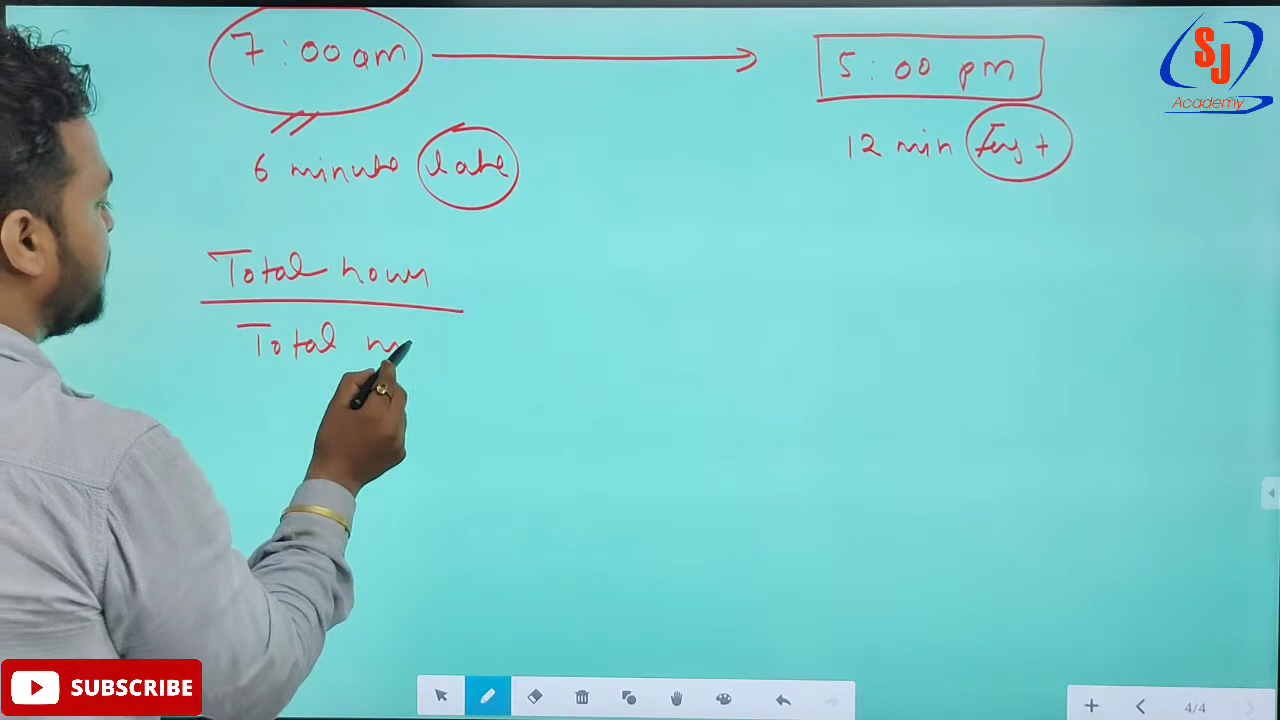 7:00 am
5:00 pm
6 minute late
12 min Fast
Total hour
Total
SJ
Academy
SUBSCRIBE
4/4